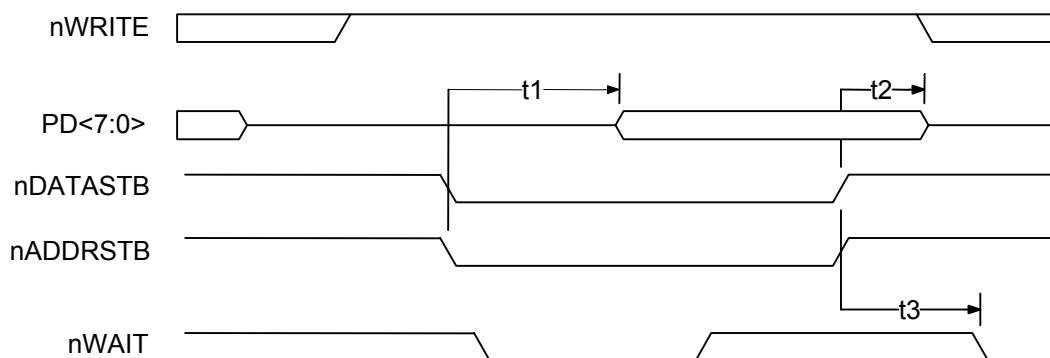 nWRITE
t1
t2
PD<7:0>
nDATASTB
nADDRSTB
t3
nWAIT